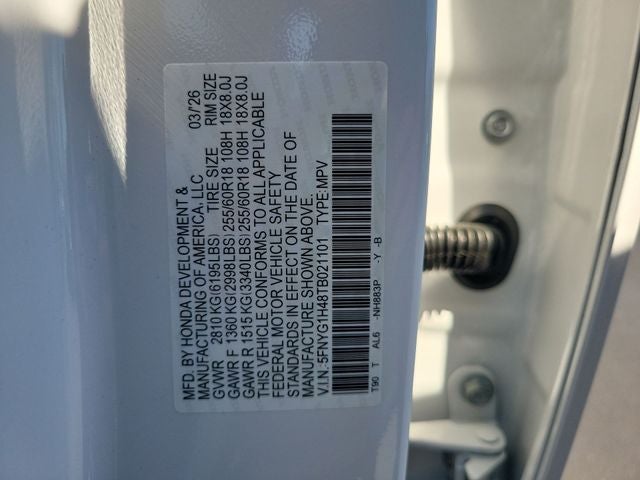 MFD. BY HONDA DEVELOPMENT & 03/'26
MANUFACTURING OF AMERICA, LLC
TIRE SIZE RIM SIZE
GVWR 2810 KG(6195LBS)
GAWR F 1360 KG(2998LBS) 255/60R18 108H 18X8.0J
GAWR R 1515 KG(3340LBS) 255/60R18 108H 18X8.0J
THIS VEHICLE CONFORMS TO ALL APPLICABLE
FEDERAL MOTOR VEHICLE SAFETY
STANDARDS IN EFFECT ON THE DATE OF
MANUFACTURE SHOWN ABOVE.
V.I.N.:5FNYG1H48TB021101 TYPE:MPV
T90 T AL6 -NH883P -Y -B